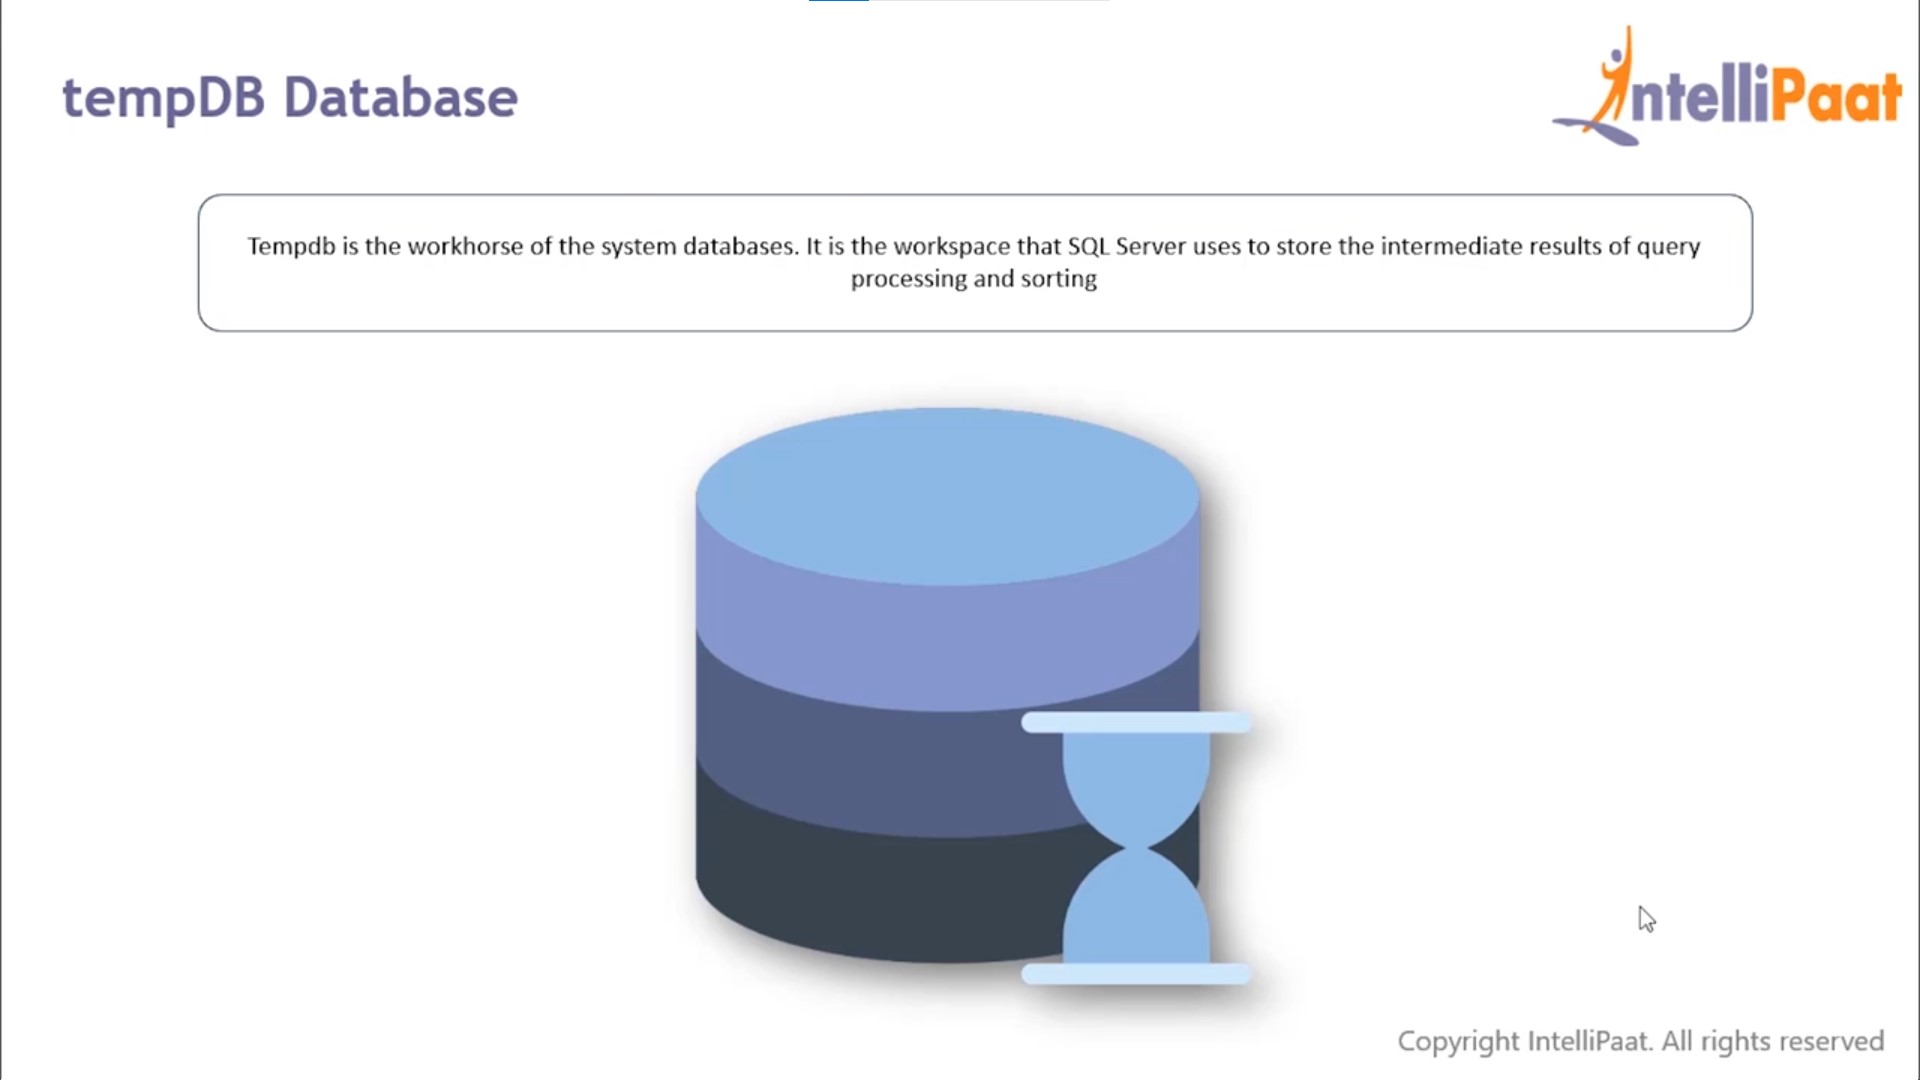 tempDB Database
IntelliPaat
Tempdb is the workhorse of the system databases. It is the workspace that SQL Server uses to store the intermediate results of query
processing and sorting
Copyright IntelliPaat. All rights reserved